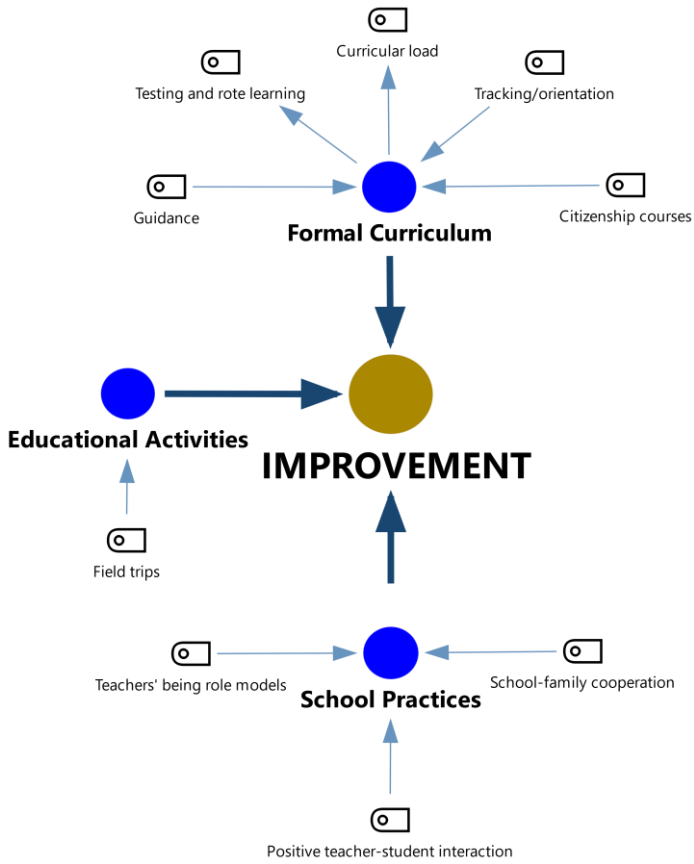 Curricular load
Testing and rote learning
Tracking/orientation
Guidance
Citizenship courses
Formal Curriculum
Educational Activities
IMPROVEMENT
Field trips
Teachers' being role models
School-family cooperation
School Practices
Positive teacher-student interaction